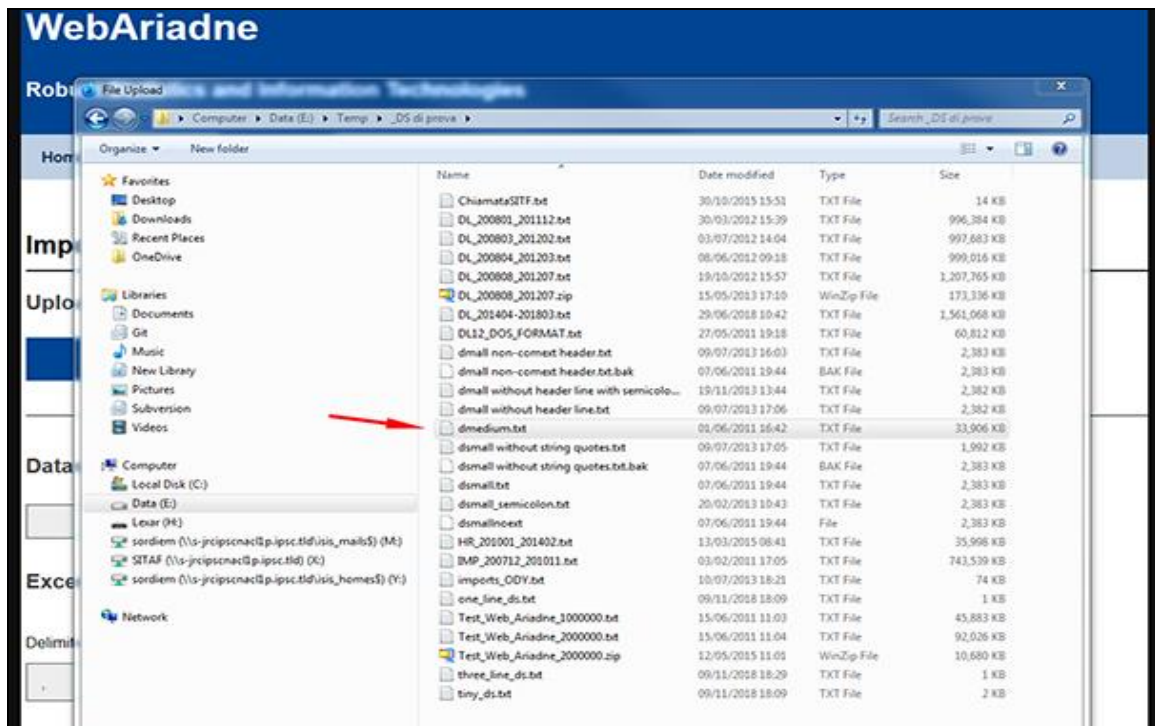 WebAriadne
File Upload
Computer ▸ Data (E:) ▸ Temp ▸ _DS di prova ▸
Search _DS di prova
Organize
New folder
Favorites
Desktop
Downloads
Recent Places
OneDrive
Libraries
Documents
Git
Music
New Library
Pictures
Subversion
Videos
Computer
Local Disk (C:)
Data (E:)
Lexar (H:)
Network
Name Date modified Type Size
ChiamataSITF.txt 30/10/2015 15:51 TXT File 14 KB
DL_200801_201112.txt 30/03/2012 15:39 TXT File 996,384 KB
DL_200803_201202.txt 03/07/2012 14:04 TXT File 997,683 KB
DL_200804_201203.txt 08/06/2012 09:18 TXT File 999,016 KB
DL_200808_201207.txt 19/10/2012 15:57 TXT File 1,207,765 KB
DL_200808_201207.zip 15/05/2013 17:10 WinZip File 173,336 KB
DL_201404-201803.txt 29/06/2018 10:42 TXT File 1,561,068 KB
DL12_DOS_FORMAT.txt 27/05/2011 19:18 TXT File 60,812 KB
dmall non-comext header.txt 09/07/2013 16:03 TXT File 2,383 KB
dmall non-comext header.txt.bak 07/06/2011 19:44 BAK File 2,383 KB
dmall without header line with semicolo... 19/11/2013 13:44 TXT File 2,382 KB
dmall without header line.txt 09/07/2013 17:06 TXT File 2,382 KB
dmedium.txt 01/06/2011 16:42 TXT File 33,906 KB
dsmall without string quotes.txt 09/07/2013 17:05 TXT File 1,992 KB
dsmall without string quotes.txt.bak 07/06/2011 19:44 BAK File 2,383 KB
dsmall.txt 07/06/2011 19:44 TXT File 2,383 KB
dsmall_semicolon.txt 20/02/2013 10:43 TXT File 2,383 KB
dsmallnoext 07/06/2011 19:44 File 2,383 KB
HR_201001_201402.txt 13/03/2015 08:41 TXT File 35,998 KB
IMP_200712_201011.txt 03/02/2011 17:05 TXT File 743,539 KB
imports_ODY.txt 10/07/2013 18:21 TXT File 74 KB
one_line_ds.txt 09/11/2018 18:09 TXT File 1 KB
Test_Web_Ariadne_1000000.txt 15/06/2011 11:03 TXT File 45,883 KB
Test_Web_Ariadne_2000000.txt 15/06/2011 11:04 TXT File 92,026 KB
Test_Web_Ariadne_2000000.zip 12/05/2015 11:01 WinZip File 10,680 KB
three_line_ds.txt 09/11/2018 18:29 TXT File 1 KB
tiny_ds.txt 09/11/2018 18:09 TXT File 2 KB